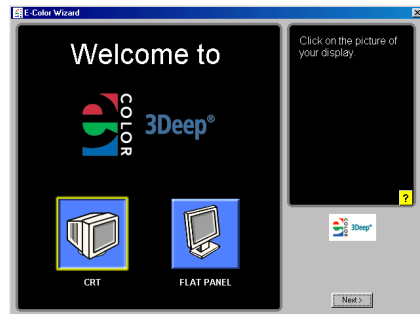 E-Color Wizard
Welcome to
COLOR
3Deep®
CRT
FLAT PANEL
Click on the picture of
your display.
?
COLOR
3Deep®
Next >